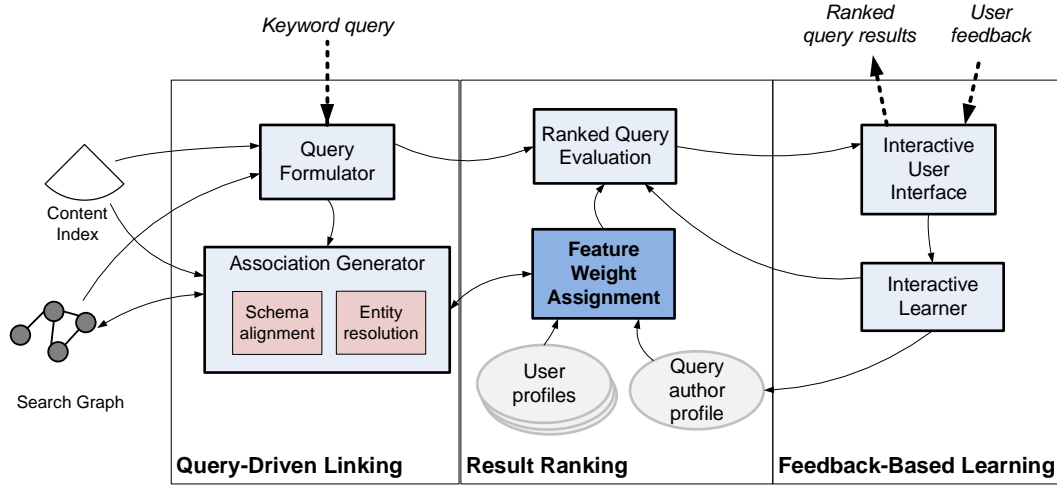 Keyword query
Ranked
query results
User
feedback
Query
Formulator
Ranked Query
Evaluation
Interactive
User
Interface
Content
Index
Association Generator
Schema
alignment
Entity
resolution
Feature
Weight
Assignment
Interactive
Learner
Search Graph
User
profiles
Query
author
profile
Query-Driven Linking
Result Ranking
Feedback-Based Learning